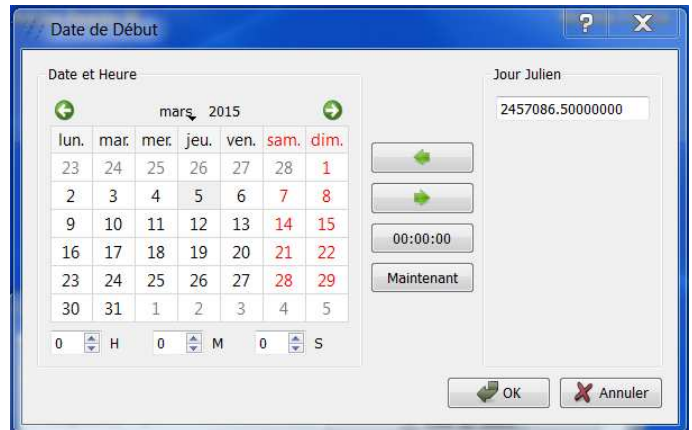 Date de Début
? X
Date et Heure
mars 2015
lun. mar. mer. jeu. ven. sam. dim.
23 24 25 26 27 28 1
2 3 4 5 6 7 8
9 10 11 12 13 14 15
16 17 18 19 20 21 22
23 24 25 26 27 28 29
30 31 1 2 3 4 5
0 H 0 M 0 S
00:00:00
Maintenant
Jour Julien
2457086.50000000
OK Annuler